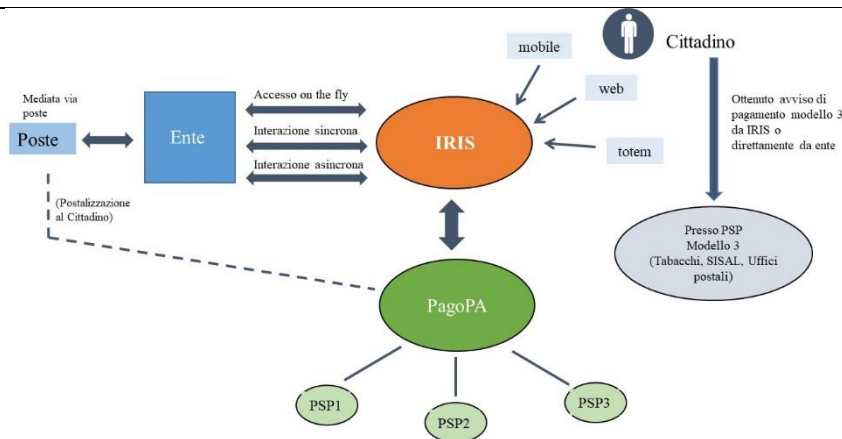 mobile
Cittadino
web
totem
Mediata via
poste
Poste
Ente
Accesso on the fly
Interazione sincrona
Interazione asincrona
IRIS
Ottenuto avviso di
pagamento modello 3
da IRIS o
direttamente da ente
(Postalizzazione
al Cittadino)
Presso PSP
Modello 3
(Tabacchi, SISAL, Uffici
postali)
PagoPA
PSP1
PSP2
PSP3